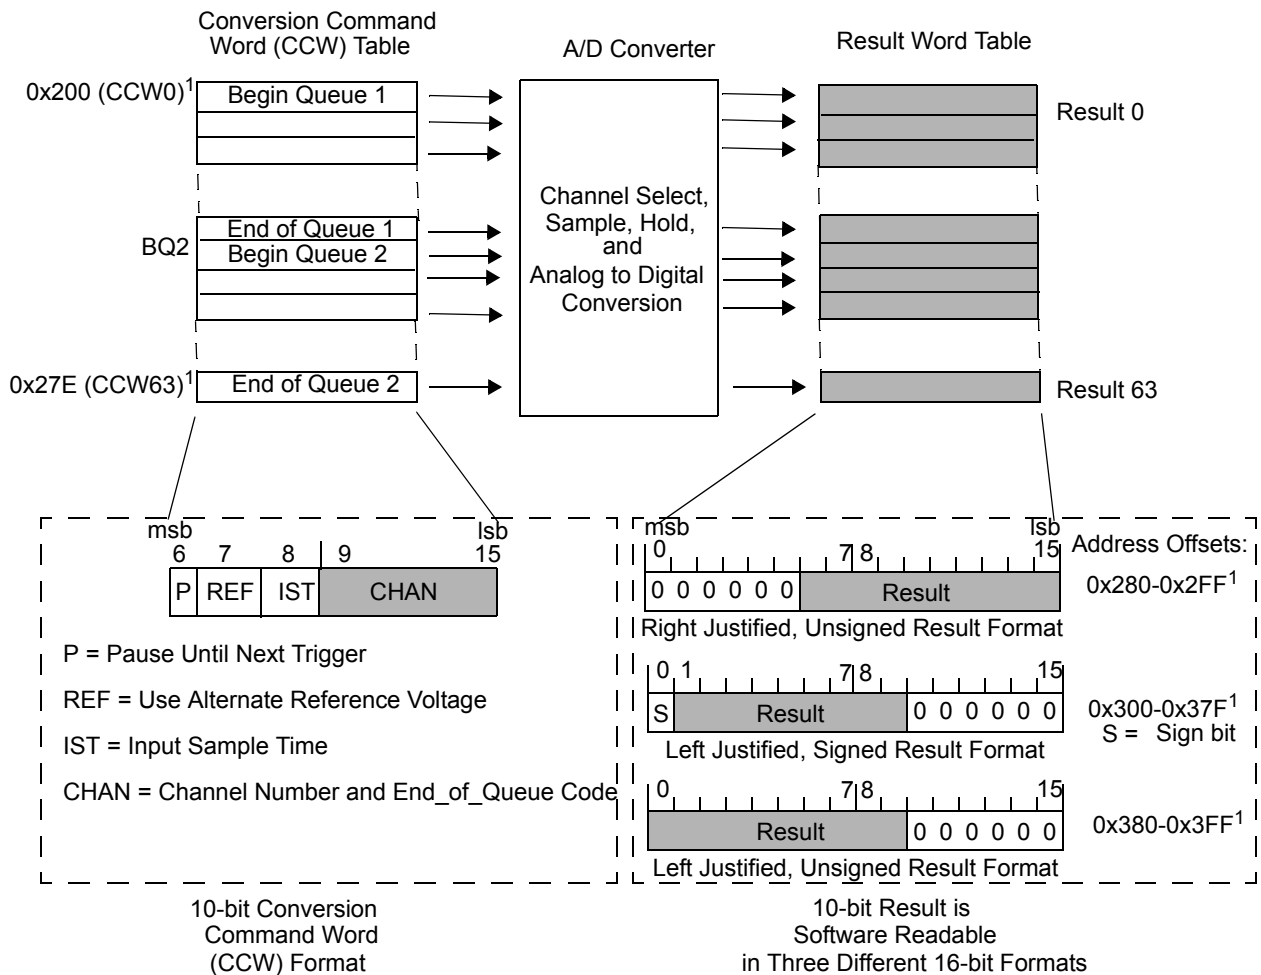 Conversion Command
Word (CCW) Table
A/D Converter
Result Word Table
0x200 (CCW0)1
Begin Queue 1
Result 0
Channel Select,
Sample, Hold,
and
Analog to Digital
Conversion
End of Queue 1
BQ2
Begin Queue 2
0x27E (CCW63)1
End of Queue 2
Result 63
msb
lsb
6 7 8 9 15
P REF IST CHAN
P = Pause Until Next Trigger
REF = Use Alternate Reference Voltage
IST = Input Sample Time
CHAN = Channel Number and End_of_Queue Code
10-bit Conversion
Command Word
(CCW) Format
msb
lsb
0 7 8 15
Address Offsets:
0 0 0 0 0 0 Result
0x280-0x2FF1
Right Justified, Unsigned Result Format
0 1 7 8 15
S Result 0 0 0 0 0 0
0x300-0x37F1
S = Sign bit
Left Justified, Signed Result Format
0 7 8 15
Result 0 0 0 0 0 0
0x380-0x3FF1
Left Justified, Unsigned Result Format
10-bit Result is
Software Readable
in Three Different 16-bit Formats